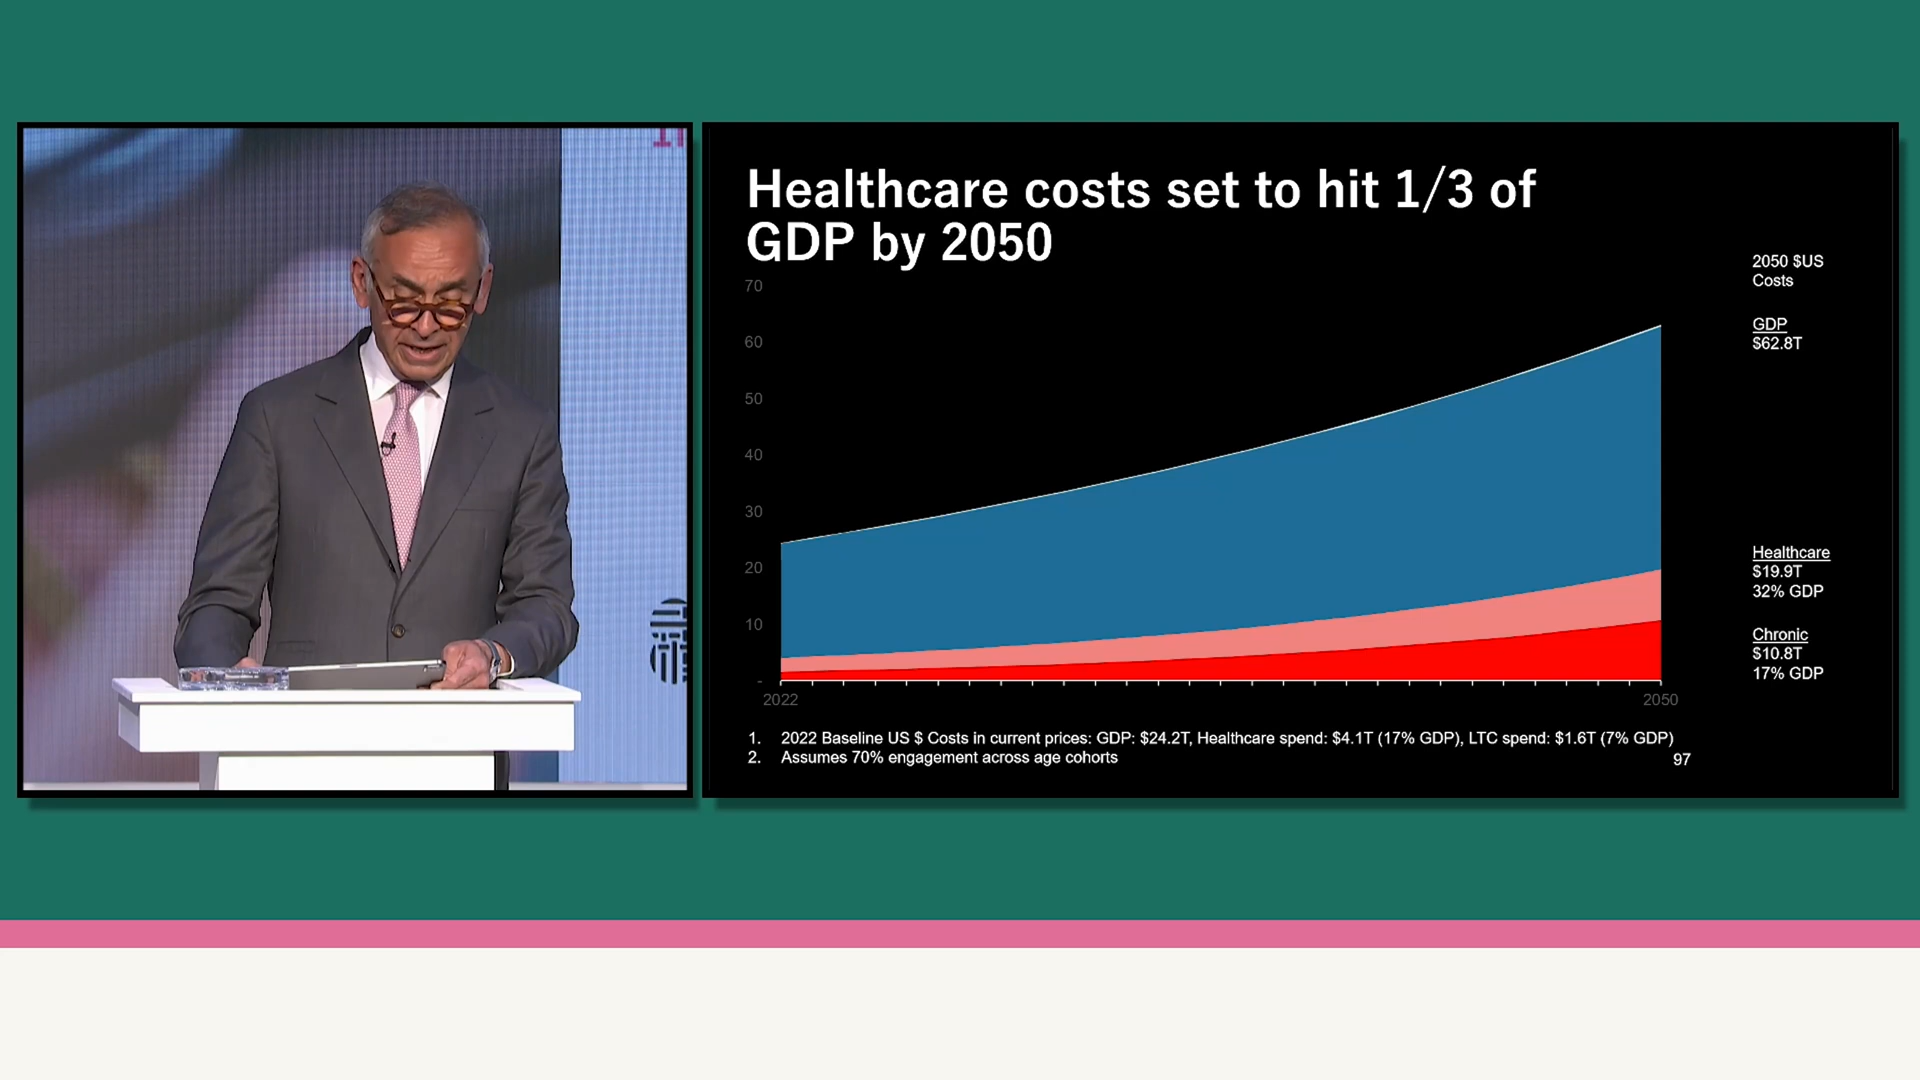 Healthcare costs set to hit 1/3 of
GDP by 2050
2050 $US
Costs
GDP
$62.8T
Healthcare
$19.9T
32% GDP
Chronic
$10.8T
17% GDP
70
60
50
40
30
20
10
-
2022
2050
1. 2022 Baseline US $ Costs in current prices: GDP: $24.2T, Healthcare spend: $4.1T (17% GDP), LTC spend: $1.6T (7% GDP)
2. Assumes 70% engagement across age cohorts
97